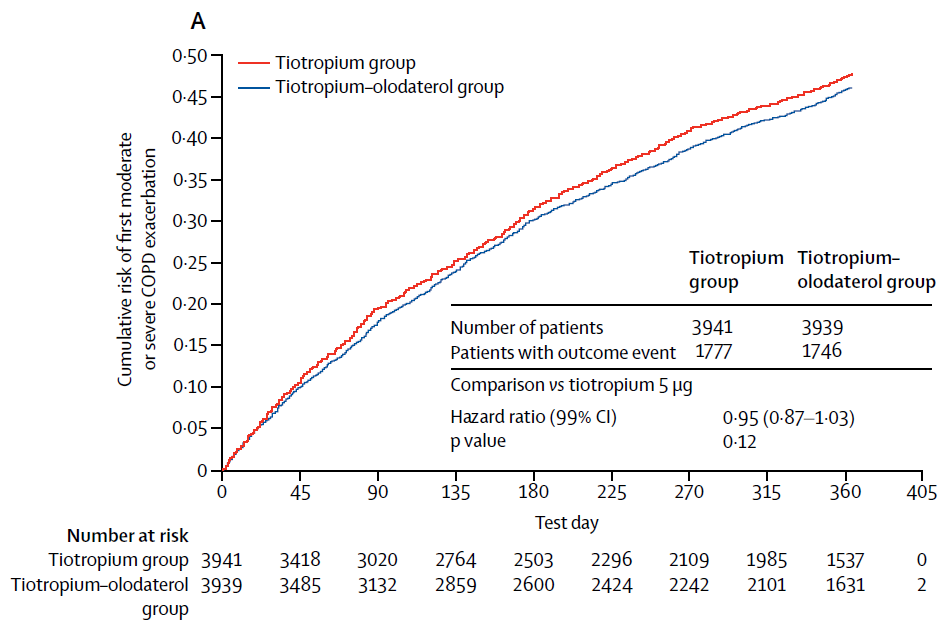 A
0·50
0·45
0·40
0·35
0·30
0·25
0·20
0·15
0·10
0·05
0
Cumulative risk of first moderate
or severe COPD exacerbation
Tiotropium group
Tiotropium–olodaterol group
Tiotropium group Tiotropium–olodaterol group
Number of patients 3941 3939
Patients with outcome event 1777 1746
Comparison vs tiotropium 5 µg
Hazard ratio (99% CI) 0·95 (0·87–1·03)
p value 0·12
0 45 90 135 180 225 270 315 360 405
Test day
Number at risk
Tiotropium group 3941 3418 3020 2764 2503 2296 2109 1985 1537 0
Tiotropium–olodaterol 3939 3485 3132 2859 2600 2424 2242 2101 1631 2
group